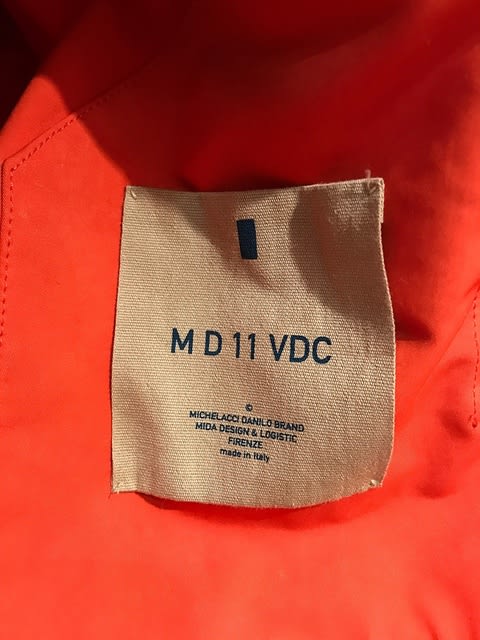 M D 11 VDC
©
MICHELACCI DANILO BRAND
MIDA DESIGN & LOGISTIC
FIRENZE
made in Italy